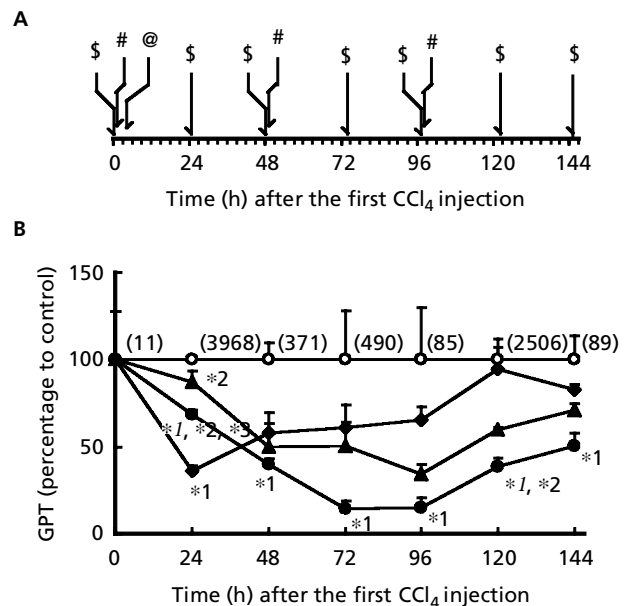 A
$ # @ $ $ # $ $ # $ $
0 24 48 72 96 120 144
Time (h) after the first CCl₄ injection
B
GPT (percentage to control)
150
(11) (3968) (371) (490) (85) (2506) (89)
100
*2
*1, *2, *3
50
*1
*1
*1
*1
*1, *2
*1
0
0 24 48 72 96 120 144
Time (h) after the first CCl₄ injection